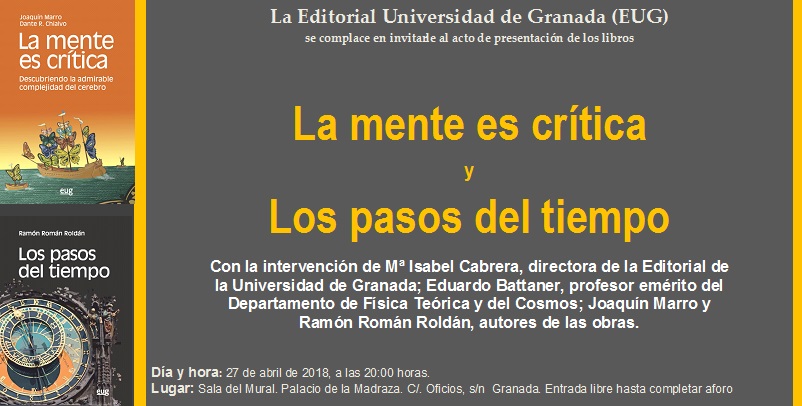 Joaquín Marro
Dante R. Chialvo
La mente
es crítica
Descubriendo la admirable
complejidad del cerebro
eug
Ramón Román Roldán
Los pasos
del tiempo
eug
La Editorial Universidad de Granada (EUG)
se complace en invitarle al acto de presentación de los libros
La mente es crítica
y
Los pasos del tiempo
Con la intervención de Mª Isabel Cabrera, directora de la Editorial de
la Universidad de Granada; Eduardo Battaner, profesor emérito del
Departamento de Física Teórica y del Cosmos; Joaquín Marro y
Ramón Román Roldán, autores de las obras.
Día y hora: 27 de abril de 2018, a las 20:00 horas.
Lugar: Sala del Mural. Palacio de la Madraza. C/. Oficios, s/n Granada. Entrada libre hasta completar aforo